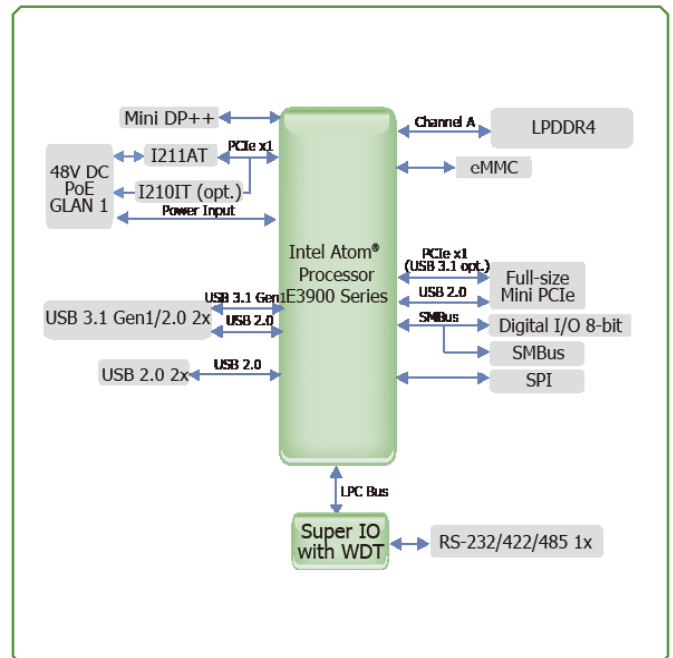 Mini DP++
Channel A
LPDDR4
I211AT
PCIe x1
eMMC
48V DC
PoE
GLAN 1
I210IT (opt.)
Power Input
Intel Atom®
Processor
E3900 Series
PCIe x1
(USB 3.1 opt.)
Full-size
Mini PCIe
USB 2.0
USB 3.1 Gen1/2.0 2x
USB 3.1 Gen1
USB 2.0
SMBus
Digital I/O 8-bit
SMBus
USB 2.0 2x
USB 2.0
SPI
LPC Bus
Super IO
with WDT
RS-232/422/485 1x